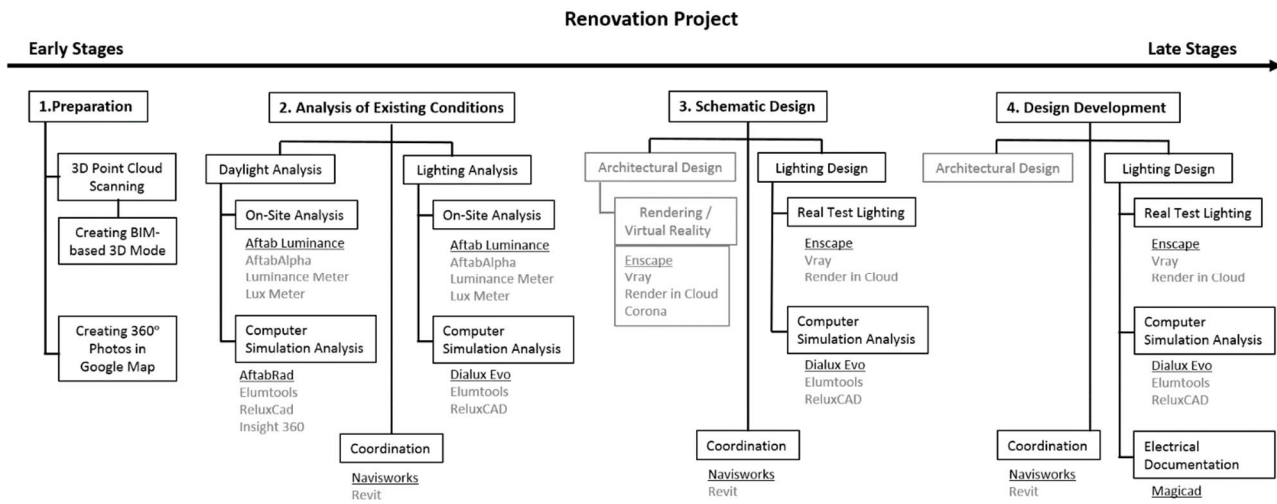 Renovation Project
Early Stages
Late Stages
1.Preparation
3D Point Cloud
Scanning
Creating BIM-
based 3D Mode
Creating 360° 
Photos in
Google Map
2. Analysis of Existing Conditions
Daylight Analysis
On-Site Analysis
Aftab Luminance
AftabAlpha
Luminance Meter
Lux Meter
Computer
Simulation Analysis
AftabRad
Elumtools
ReluxCad
Insight 360
Lighting Analysis
On-Site Analysis
Aftab Luminance
AftabAlpha
Luminance Meter
Lux Meter
Computer
Simulation Analysis
Dialux Evo
Elumtools
ReluxCAD
Coordination
Navisworks
Revit
3. Schematic Design
Architectural Design
Rendering /
Virtual Reality
Enscape
Vray
Render in Cloud
Corona
Lighting Design
Real Test Lighting
Enscape
Vray
Render in Cloud
Computer
Simulation Analysis
Dialux Evo
Elumtools
ReluxCAD
Coordination
Navisworks
Revit
4. Design Development
Architectural Design
Lighting Design
Real Test Lighting
Enscape
Vray
Render in Cloud
Computer
Simulation Analysis
Dialux Evo
Elumtools
ReluxCAD
Coordination
Navisworks
Revit
Electrical
Documentation
Magicad